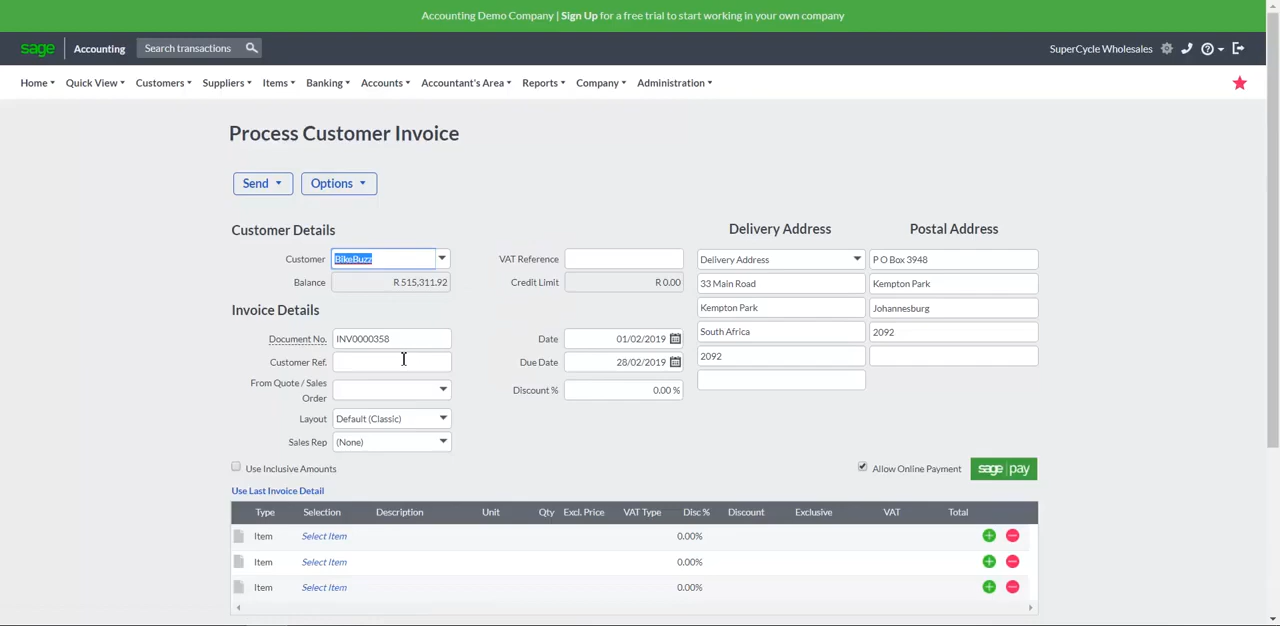 Accounting Demo Company | Sign Up for a free trial to start working in your own company
sage Accounting Search transactions SuperCycle Wholesales
Home Quick View Customers Suppliers Items Banking Accounts Accountant's Area Reports Company Administration
Process Customer Invoice
Send Options
Customer Details Delivery Address Postal Address
Customer BikeBuzz VAT Reference Delivery Address P O Box 3948
Balance R 515,311.92 Credit Limit R 0.00 33 Main Road Kempton Park
Invoice Details Kempton Park Johannesburg
Document No. INV0000358 Date 01/02/2019 South Africa 2092
Customer Ref. Due Date 28/02/2019 2092
From Quote / Sales Order Discount % 0.00 %
Layout Default (Classic)
Sales Rep (None)
Use Inclusive Amounts Allow Online Payment sage pay
Use Last Invoice Detail
Type Selection Description Unit Qty Excl. Price VAT Type Disc % Discount Exclusive VAT Total
Item Select Item 0.00%
Item Select Item 0.00%
Item Select Item 0.00%